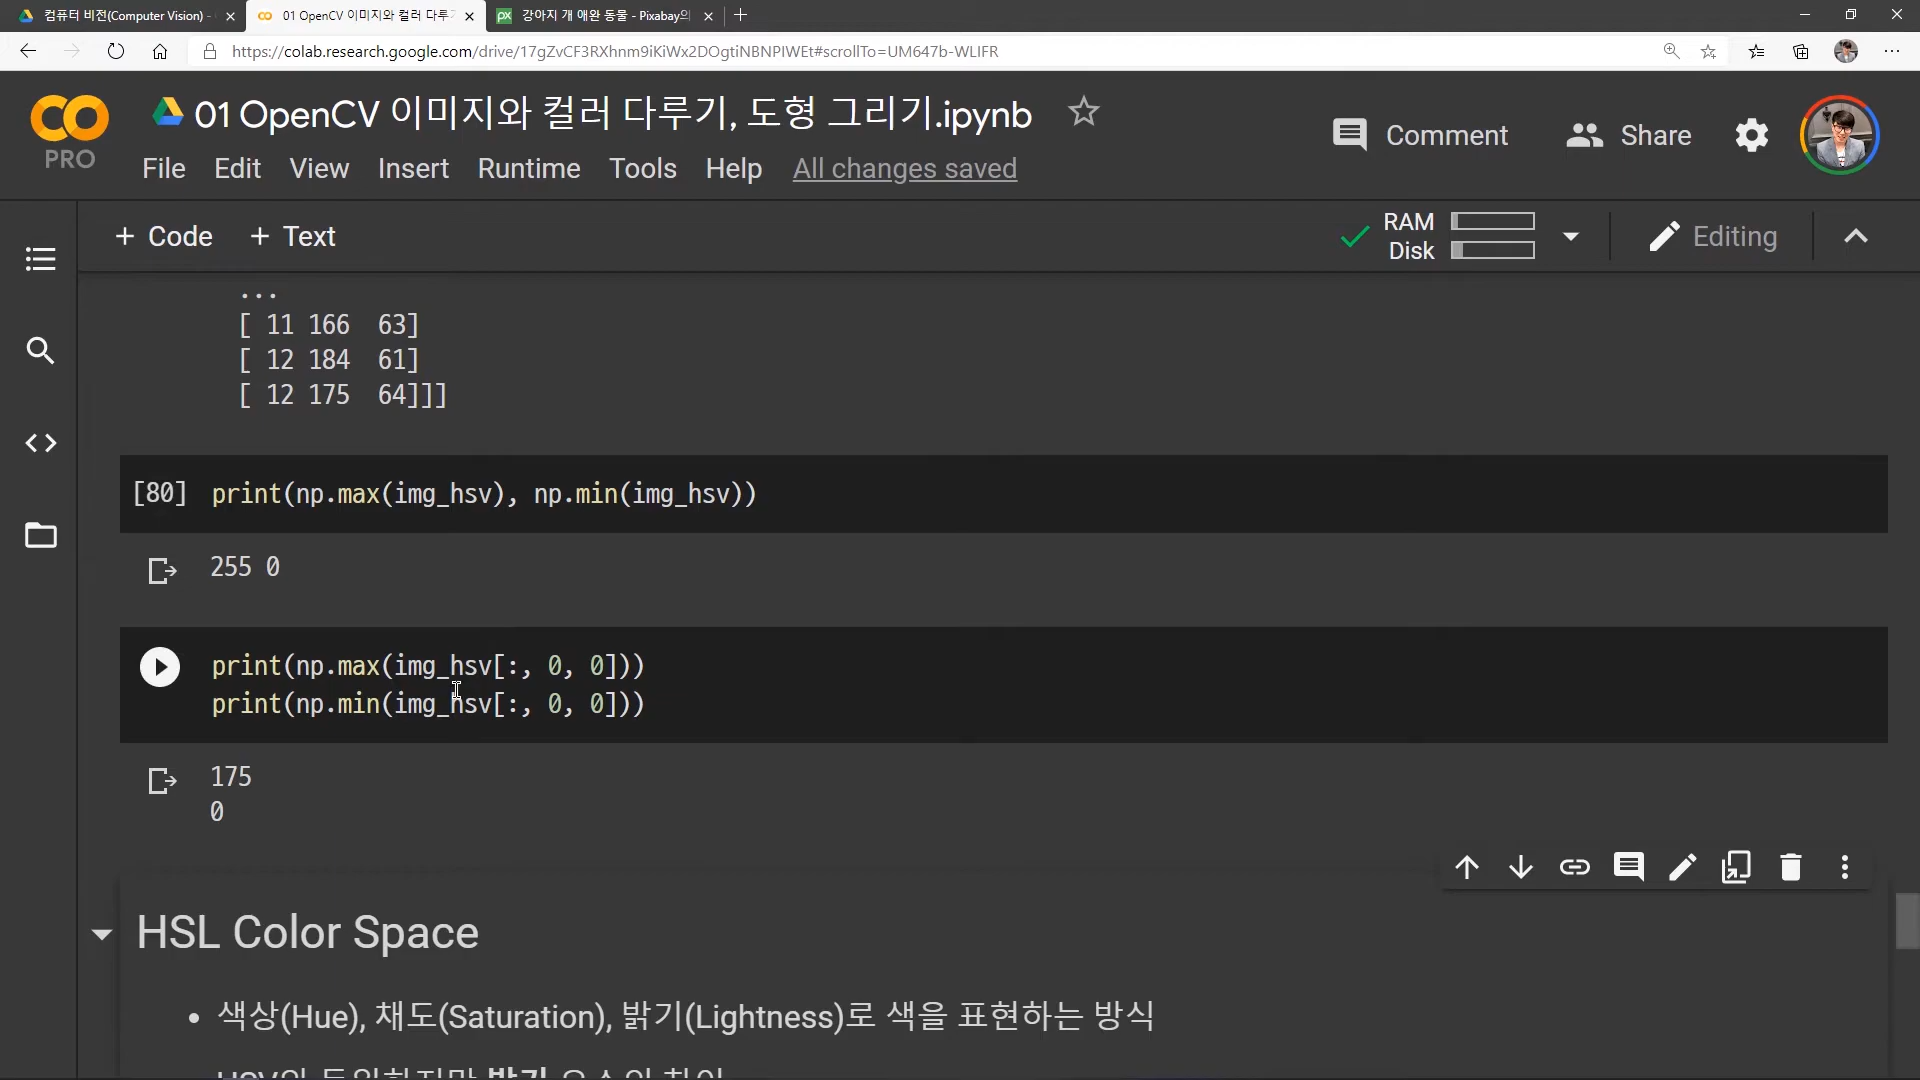 컴퓨터 비전(Computer Vision) -
01 OpenCV 이미지와 컬러 다루기
강아지 개 애완 동물 - Pixabay의
https://colab.research.google.com/drive/17gZvCF3RXhnm9iKiWx2DOgtiNBNPIWEt#scrollTo=UM647b-WLIFR
CO
PRO
01 OpenCV 이미지와 컬러 다루기, 도형 그리기.ipynb
Comment
Share
File Edit View Insert Runtime Tools Help All changes saved
+ Code + Text
RAM
Disk
Editing
...
[ 11 166  63]
[ 12 184  61]
[ 12 175  64]]]
[80] print(np.max(img_hsv), np.min(img_hsv))
255 0
print(np.max(img_hsv[:, 0, 0]))
print(np.min(img_hsv[:, 0, 0]))
175
0
HSL Color Space
• 색상(Hue), 채도(Saturation), 밝기(Lightness)로 색을 표현하는 방식